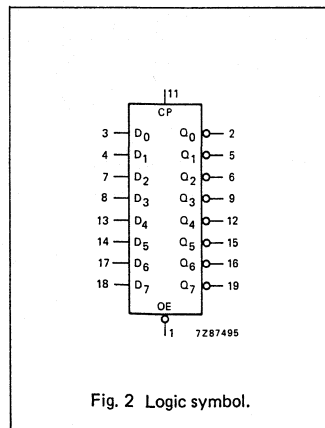 11
CP
3 D0 Q0 2
4 D1 Q1 5
7 D2 Q2 6
8 D3 Q3 9
13 D4 Q4 12
14 D5 Q5 15
17 D6 Q6 16
18 D7 Q7 19
OE
1 7Z87495
Fig. 2 Logic symbol.